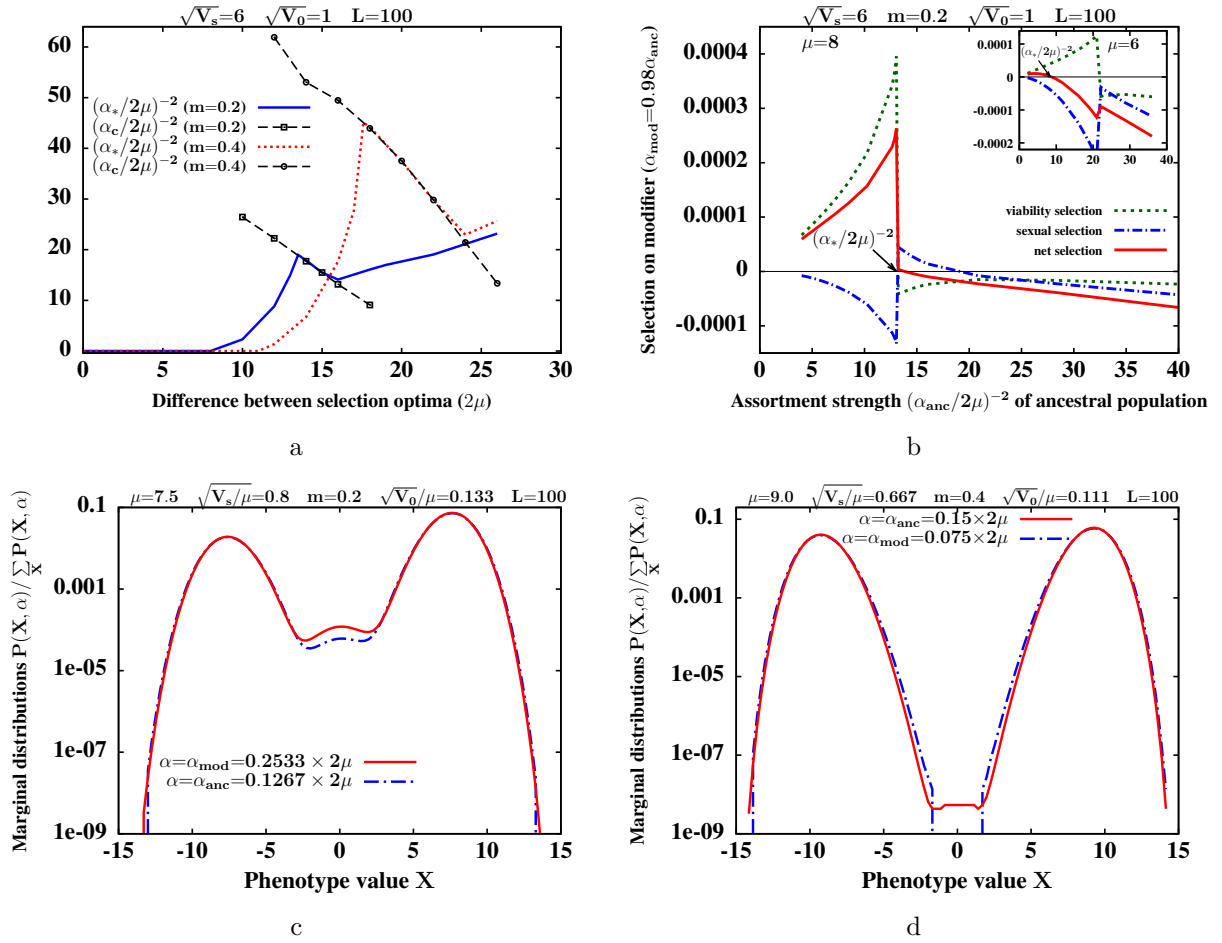 √Vs=6 √V0=1 L=100
60
50
40
30
20
10
0
(α*/2μ)−2 (m=0.2)
(αc/2μ)−2 (m=0.2)
(α*/2μ)−2 (m=0.4)
(αc/2μ)−2 (m=0.4)
0 5 10 15 20 25 30
Difference between selection optima (2μ)
a
√Vs=6 m=0.2 √V0=1 L=100
Selection on modifier (αmod=0.98αanc)
0.0004
0.0003
0.0002
0.0001
0
-0.0001
μ=8
(α*/2μ)−2
μ=6
(α*/2μ)−2
0.0001
0
-0.0001
-0.0002
0 10 20 30 40
viability selection
sexual selection
net selection
0 5 10 15 20 25 30 35 40
Assortment strength (αanc/2μ)−2 of ancestral population
b
μ=7.5 √Vs/μ=0.8 m=0.2 √V0/μ=0.133 L=100
Marginal distributions P(X, α)/∑X P(X, α)
0.1
0.001
1e-05
1e-07
1e-09
α=αmod=0.2533 × 2μ
α=αanc=0.1267 × 2μ
-15 -10 -5 0 5 10 15
Phenotype value X
c
μ=9.0 √Vs/μ=0.667 m=0.4 √V0/μ=0.111 L=100
Marginal distributions P(X,α)/∑X P(X,α)
0.1
0.001
1e-05
1e-07
1e-09
α=αanc=0.15×2μ
α=αmod=0.075×2μ
-15 -10 -5 0 5 10 15
Phenotype value X
d